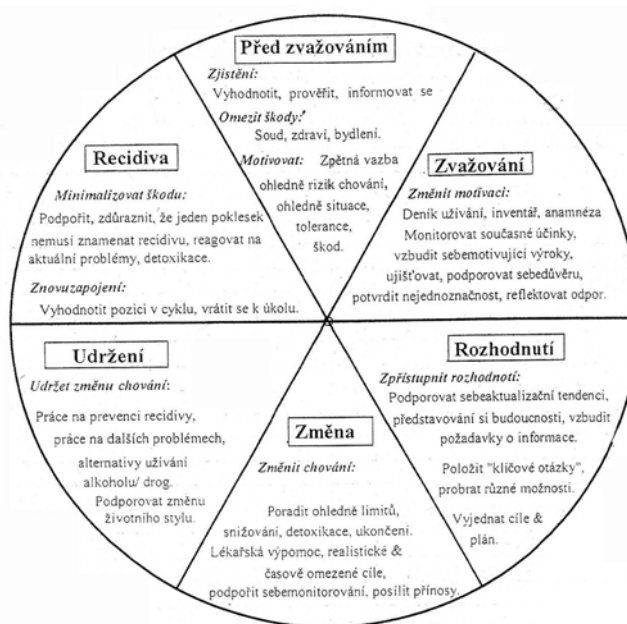 Před zvažováním
Zjistění:
Vyhodnotit, prověřit, informovat se
Omezit škody:
Soud, zdraví, bydlení.
Motivovat: Zpětná vazba
ohledně rizik chování,
ohledně situace,
tolerance,
škod.
Zvažování
Změnit motivaci:
Deník užívání, inventář, anamnéza
Monitorovat současné účinky,
vzbudit sebemotivující výroky,
ujišťovat, podporovat sebedůvěru,
potvrdit nejednoznačnost, reflektovat odpor.
Rozhodnutí
Zpřístupnit rozhodnotí:
Podporovat sebeaktualizační tendenci,
představování si budoucnosti, vzbudit
požadavky o informace.
Položit "klíčové otázky",
probrat různé možnosti.
Vyjednat cíle &
plán.
Změna
Změnit chování:
Poradit ohledně limitů,
snižování, detoxikace, ukončení.
Lékařská výpomoc, realistické &
časově omezené cíle,
podpořit sebemonitorování, posílit přínosy.
Udržení
Udržet změnu chování:
Práce na prevenci recidivy,
práce na dalších problémech,
alternativy užívání
alkoholu/ drog.
Podporovat změnu
životního stylu.
Recidiva
Minimalizovat škodu:
Podpořit, zdůraznit, že jeden poklesek
nemusí znamenat recidivu, reagovat na
aktuální problémy, detoxikace.
Znovuzapojení:
Vyhodnotit pozici v cyklu, vrátit se k úkolu.